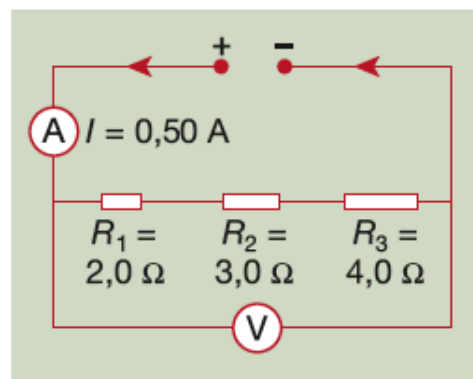 + −
A I = 0,50 A
R₁ = R₂ = R₃ =
2,0 Ω 3,0 Ω 4,0 Ω
V